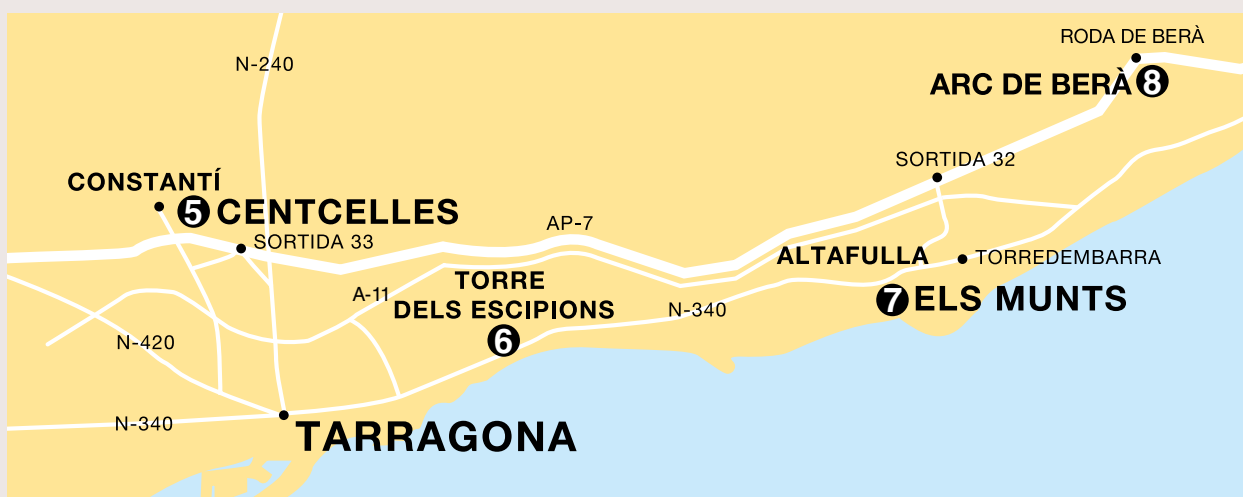 RODA DE BERÀ
ARC DE BERÀ 8
N-240
SORTIDA 32
CONSTANTÍ
5 CENTCELLES
SORTIDA 33
AP-7
ALTAFULLA
TORREDEMBARRA
7 ELS MUNTS
A-11
TORRE
DELS ESCIPIONS
6
N-340
N-420
N-340
TARRAGONA